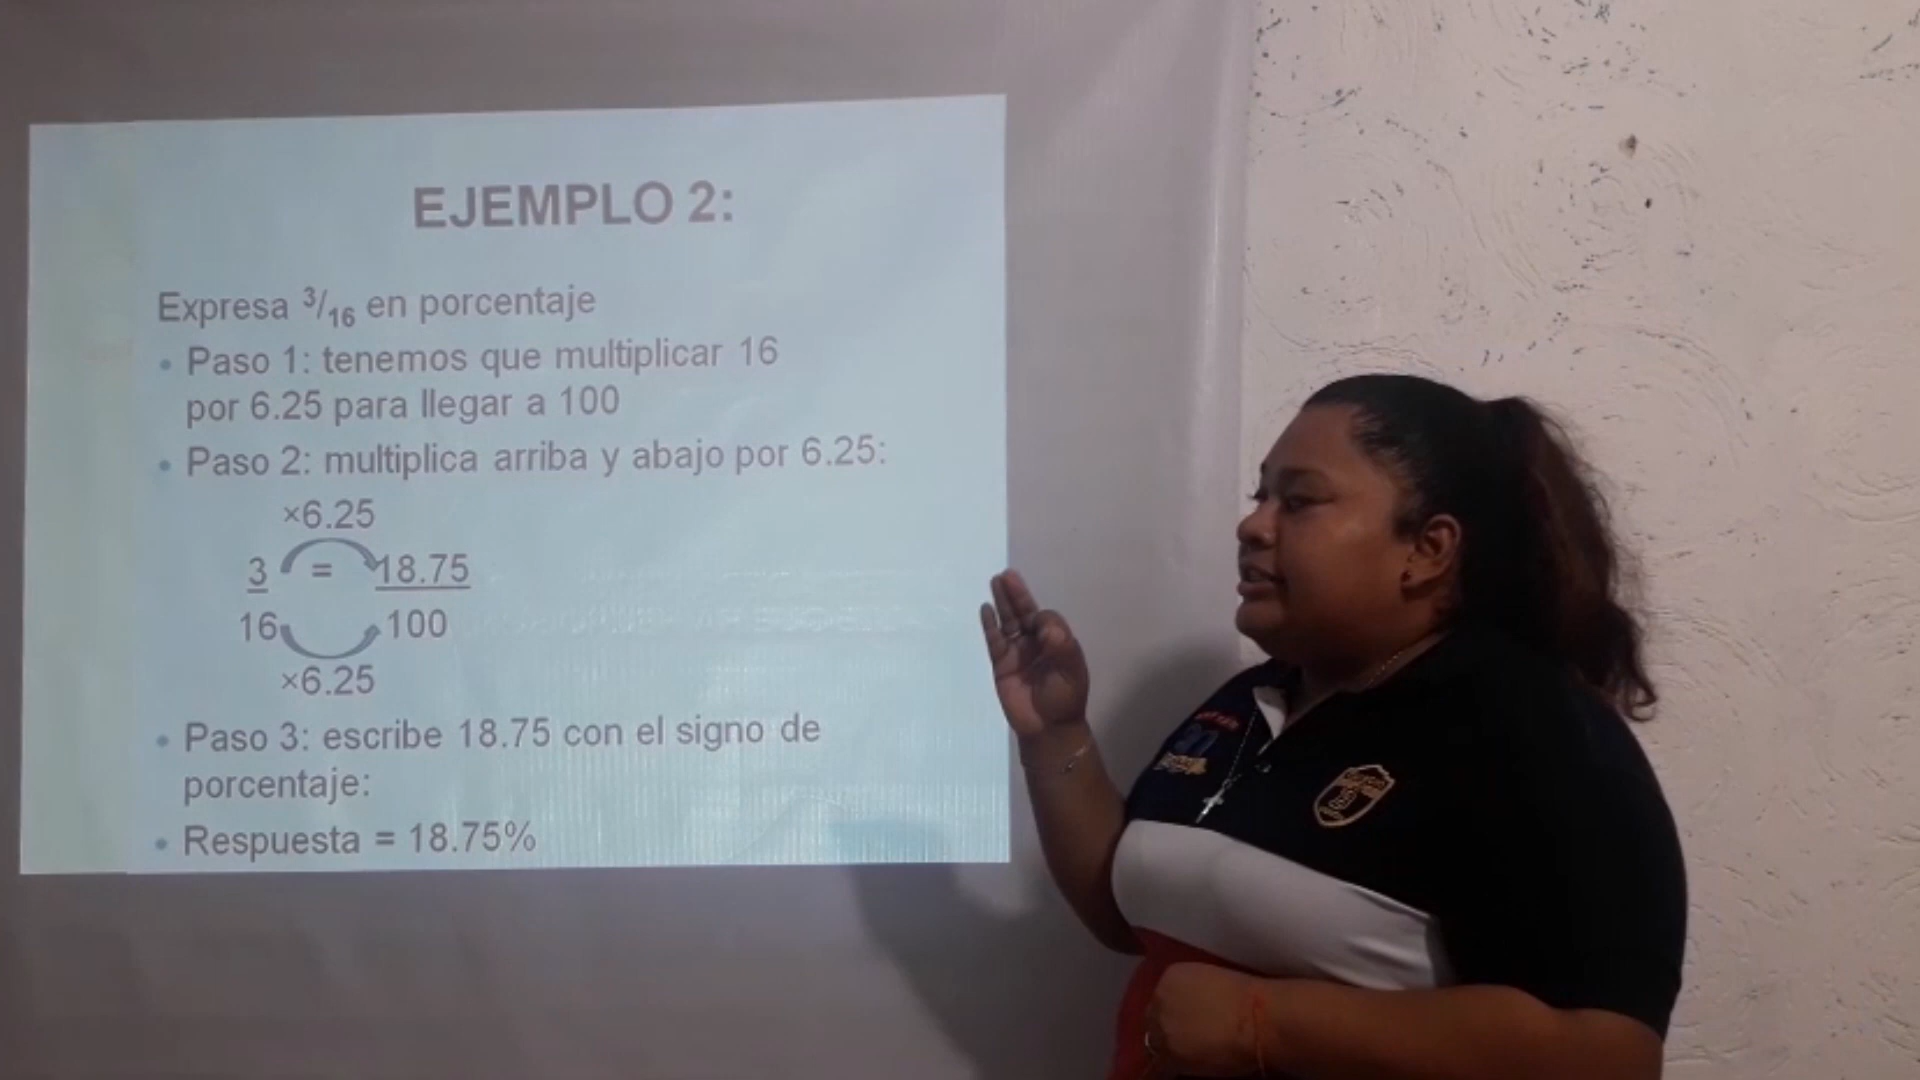 EJEMPLO 2:
Expresa 3/16 en porcentaje
• Paso 1: tenemos que multiplicar 16
por 6.25 para llegar a 100
• Paso 2: multiplica arriba y abajo por 6.25:
×6.25
3 = 18.75
16 100
×6.25
• Paso 3: escribe 18.75 con el signo de
porcentaje:
• Respuesta = 18.75%